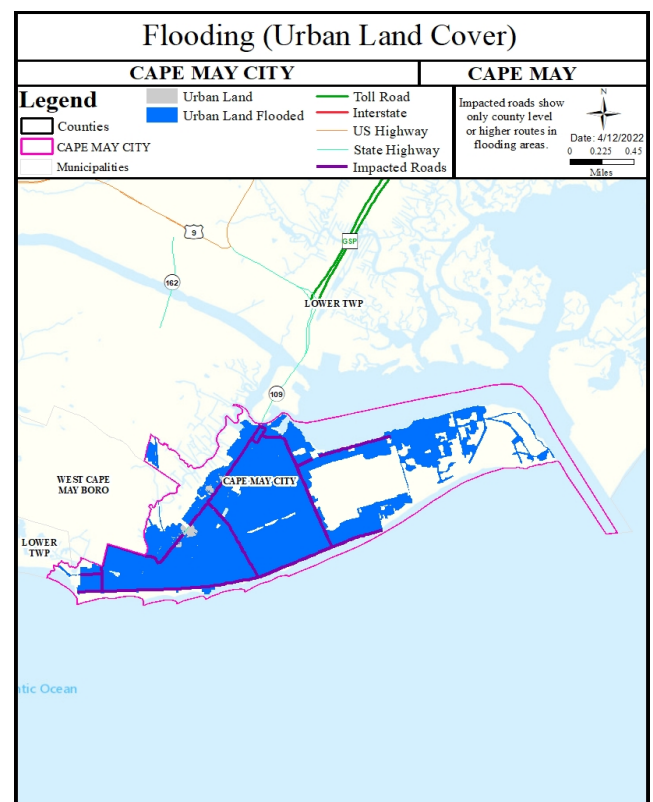 Flooding (Urban Land Cover)
CAPE MAY CITY
CAPE MAY
Legend
Counties
CAPE MAY CITY
Municipalities
Urban Land
Urban Land Flooded
Toll Road
Interstate
US Highway
State Highway
Impacted Roads
Impacted roads show
only county level
or higher routes in
flooding areas.
N
Date: 4/12/2022
0 0.225 0.45
Miles
9
GSP
162
LOWER TWP
109
WEST CAPE
MAY BORO
CAPE MAY CITY
LOWER
TWP
ntic Ocean